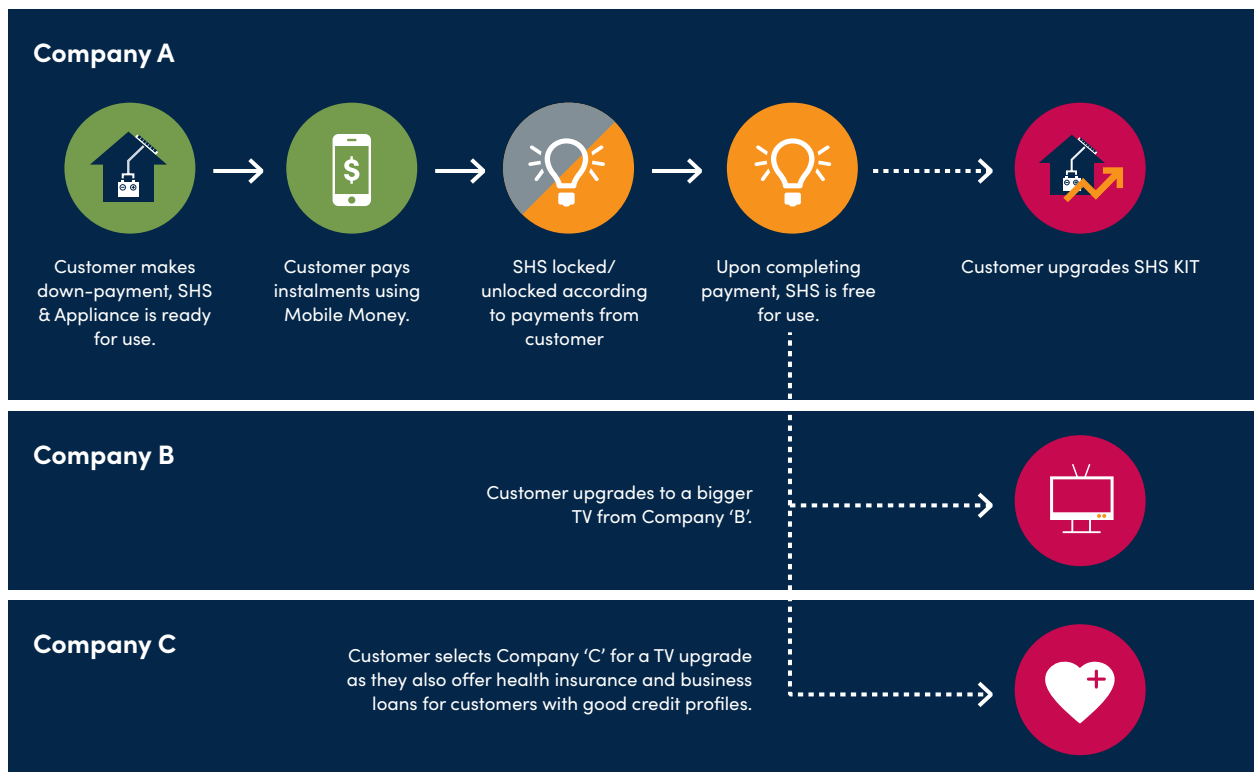 Company A
$
Customer makes
down-payment, SHS
& Appliance is ready
for use.
Customer pays
instalments using
Mobile Money.
SHS locked/
unlocked according
to payments from
customer
Upon completing
payment, SHS is free
for use.
Customer upgrades SHS KIT
Company B
Customer upgrades to a bigger
TV from Company ‘B’.
Company C
Customer selects Company ‘C’ for a TV upgrade
as they also offer health insurance and business
loans for customers with good credit profiles.